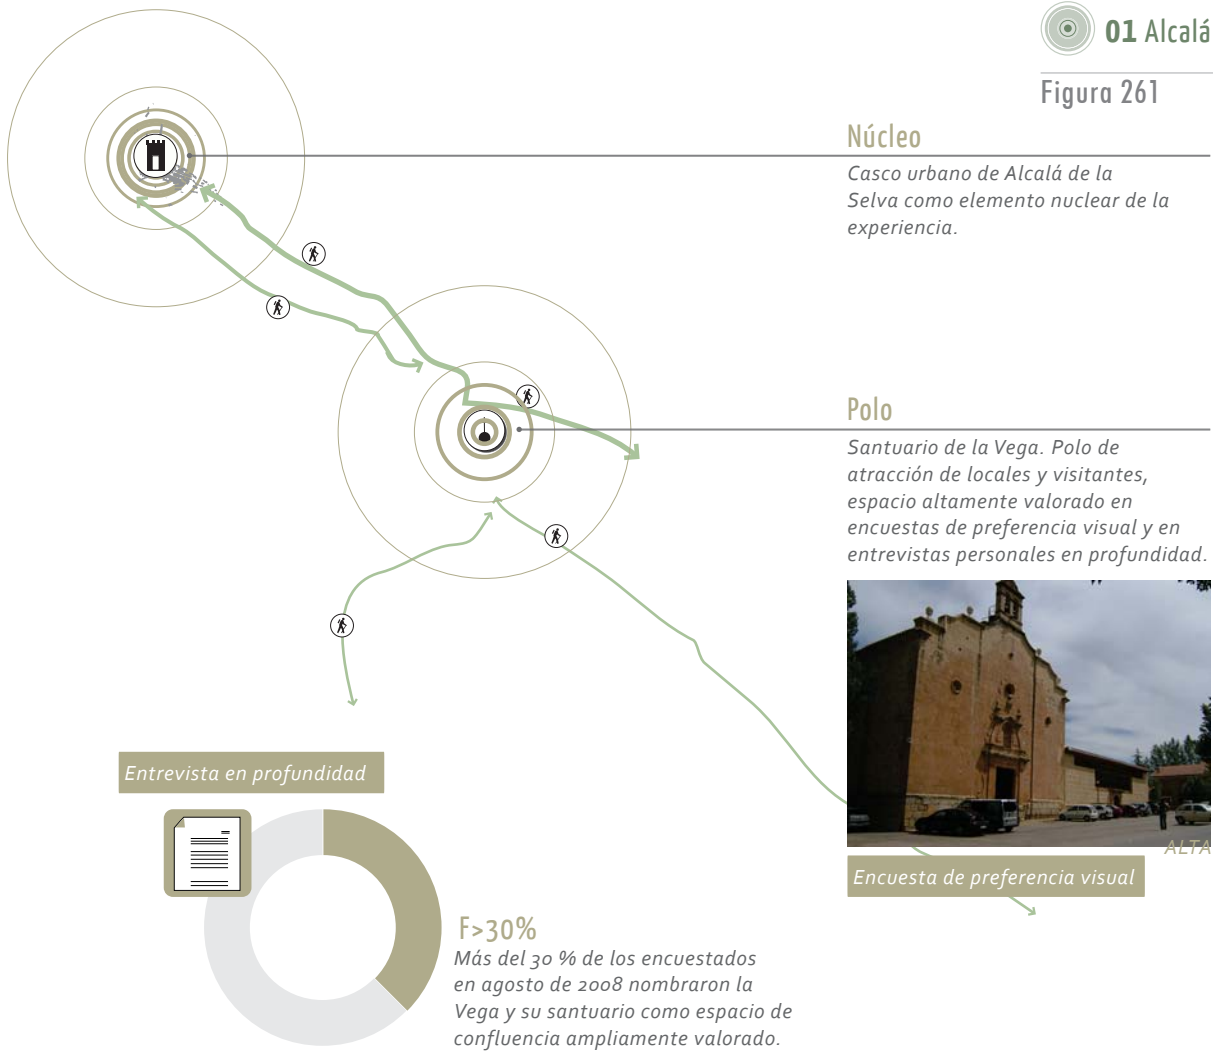 01 Alcalá
Figura 261
Núcleo
Casco urbano de Alcalá de la
Selva como elemento nuclear de la
experiencia.
Polo
Santuario de la Vega. Polo de
atracción de locales y visitantes,
espacio altamente valorado en
encuestas de preferencia visual y en
entrevistas personales en profundidad.
ALTA
Encuesta de preferencia visual
Entrevista en profundidad
F>30%
Más del 30 % de los encuestados
en agosto de 2008 nombraron la
Vega y su santuario como espacio de
confluencia ampliamente valorado.